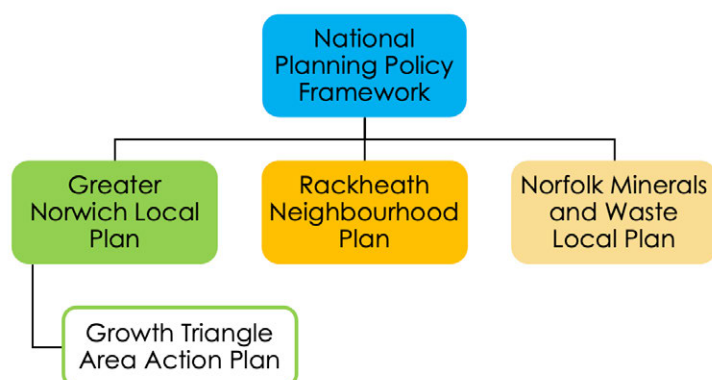 National
Planning Policy
Framework
Greater
Norwich Local
Plan
Rackheath
Neighbourhood
Plan
Norfolk Minerals
and Waste
Local Plan
Growth Triangle
Area Action Plan